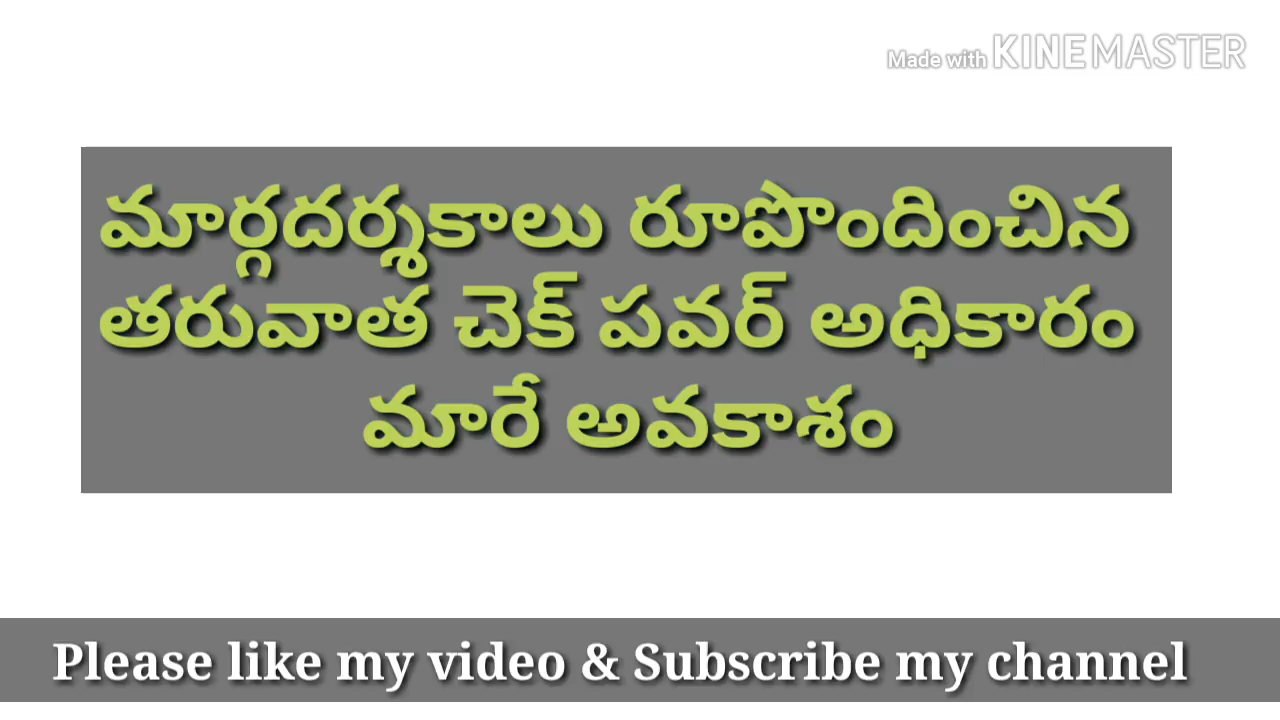 Made with KINEMASTER
మార్గదర్శకాలు రూపొందించిన
తరువాత చెక్ పవర్ అధికారం
మారే అవకాశం
Please like my video & Subscribe my channel